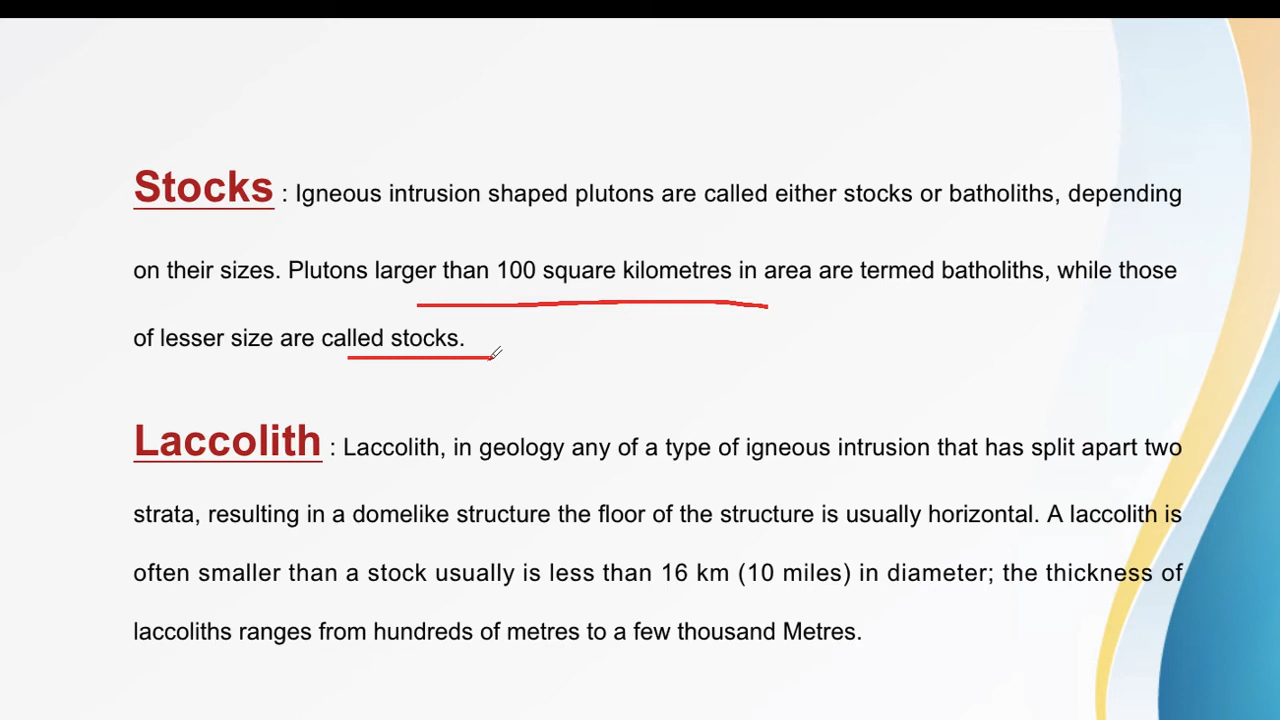 Stocks : Igneous intrusion shaped plutons are called either stocks or batholiths, depending
on their sizes. Plutons larger than 100 square kilometres in area are termed batholiths, while those
of lesser size are called stocks.
Laccolith : Laccolith, in geology any of a type of igneous intrusion that has split apart two
strata, resulting in a domelike structure the floor of the structure is usually horizontal. A laccolith is
often smaller than a stock usually is less than 16 km (10 miles) in diameter; the thickness of
laccoliths ranges from hundreds of metres to a few thousand Metres.